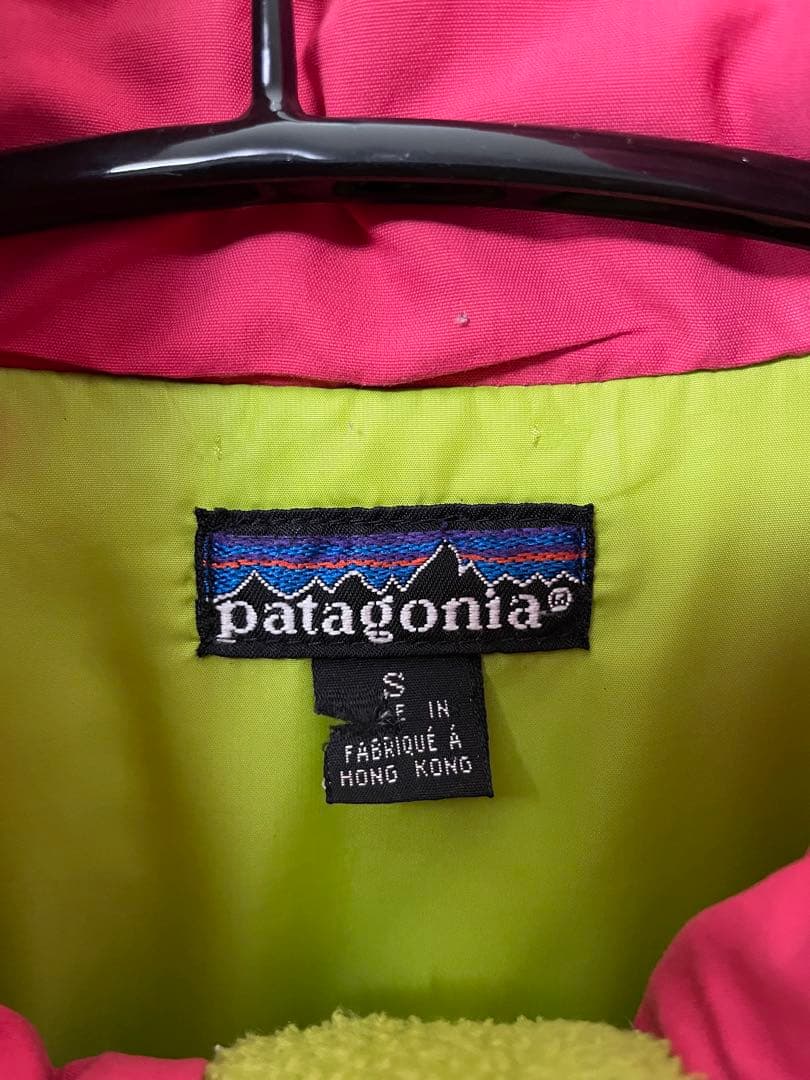 patagonia®
S
E IN
FABRIQUÉ Á
HONG KONG